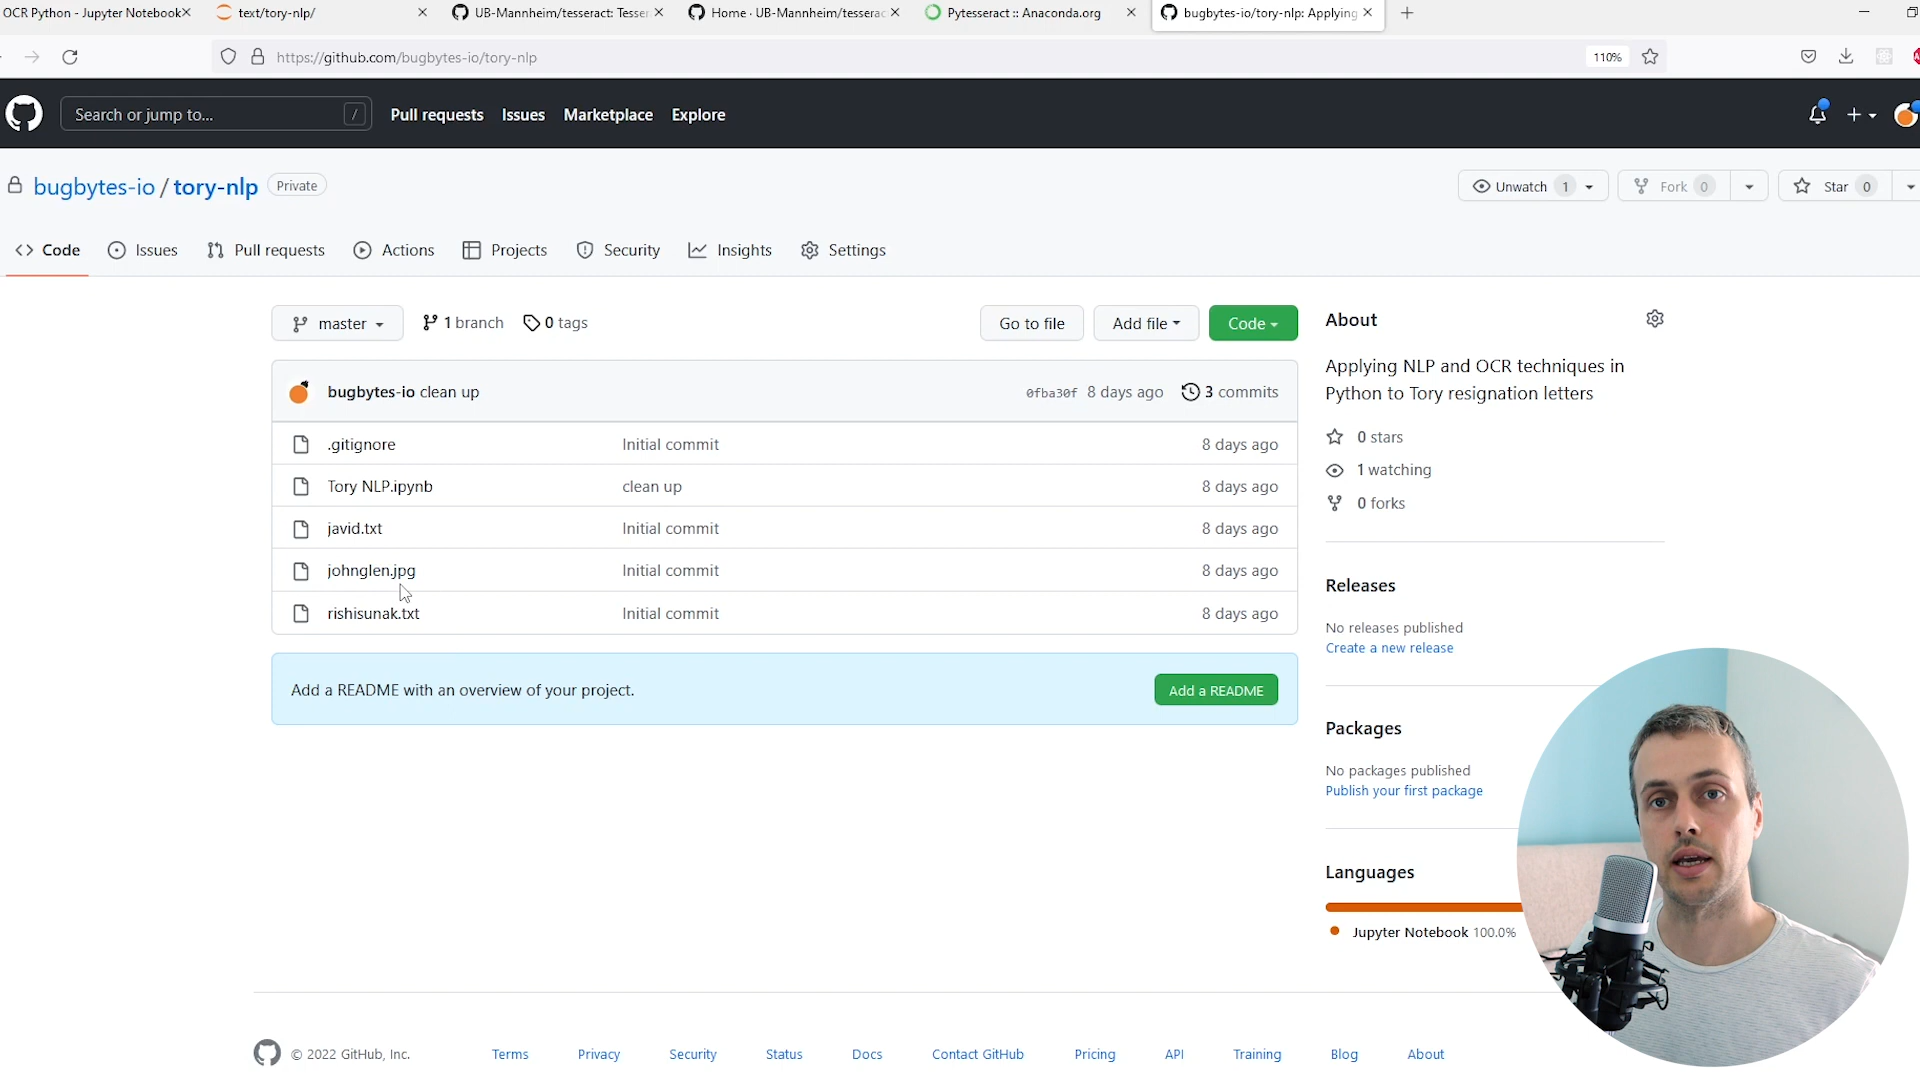 OCR Python - Jupyter Notebook
text/tory-nlp/
UB-Mannheim/tesseract: Tesser
Home · UB-Mannheim/tesserac
Pytesseract :: Anaconda.org
bugbytes-io/tory-nlp: Applying
https://github.com/bugbytes-io/tory-nlp
110%
Search or jump to...
/
Pull requests
Issues
Marketplace
Explore
bugbytes-io / tory-nlp
Private
Unwatch 1
Fork 0
Star 0
Code
Issues
Pull requests
Actions
Projects
Security
Insights
Settings
master
1 branch
0 tags
Go to file
Add file
Code
bugbytes-io clean up
0fba30f 8 days ago
3 commits
.gitignore Initial commit 8 days ago
Tory NLP.ipynb clean up 8 days ago
javid.txt Initial commit 8 days ago
johnglen.jpg Initial commit 8 days ago
rishisunak.txt Initial commit 8 days ago
Add a README with an overview of your project.
Add a README
About
Applying NLP and OCR techniques in
Python to Tory resignation letters
0 stars
1 watching
0 forks
Releases
No releases published
Create a new release
Packages
No packages published
Publish your first package
Languages
Jupyter Notebook 100.0%
© 2022 GitHub, Inc.
Terms
Privacy
Security
Status
Docs
Contact GitHub
Pricing
API
Training
Blog
About